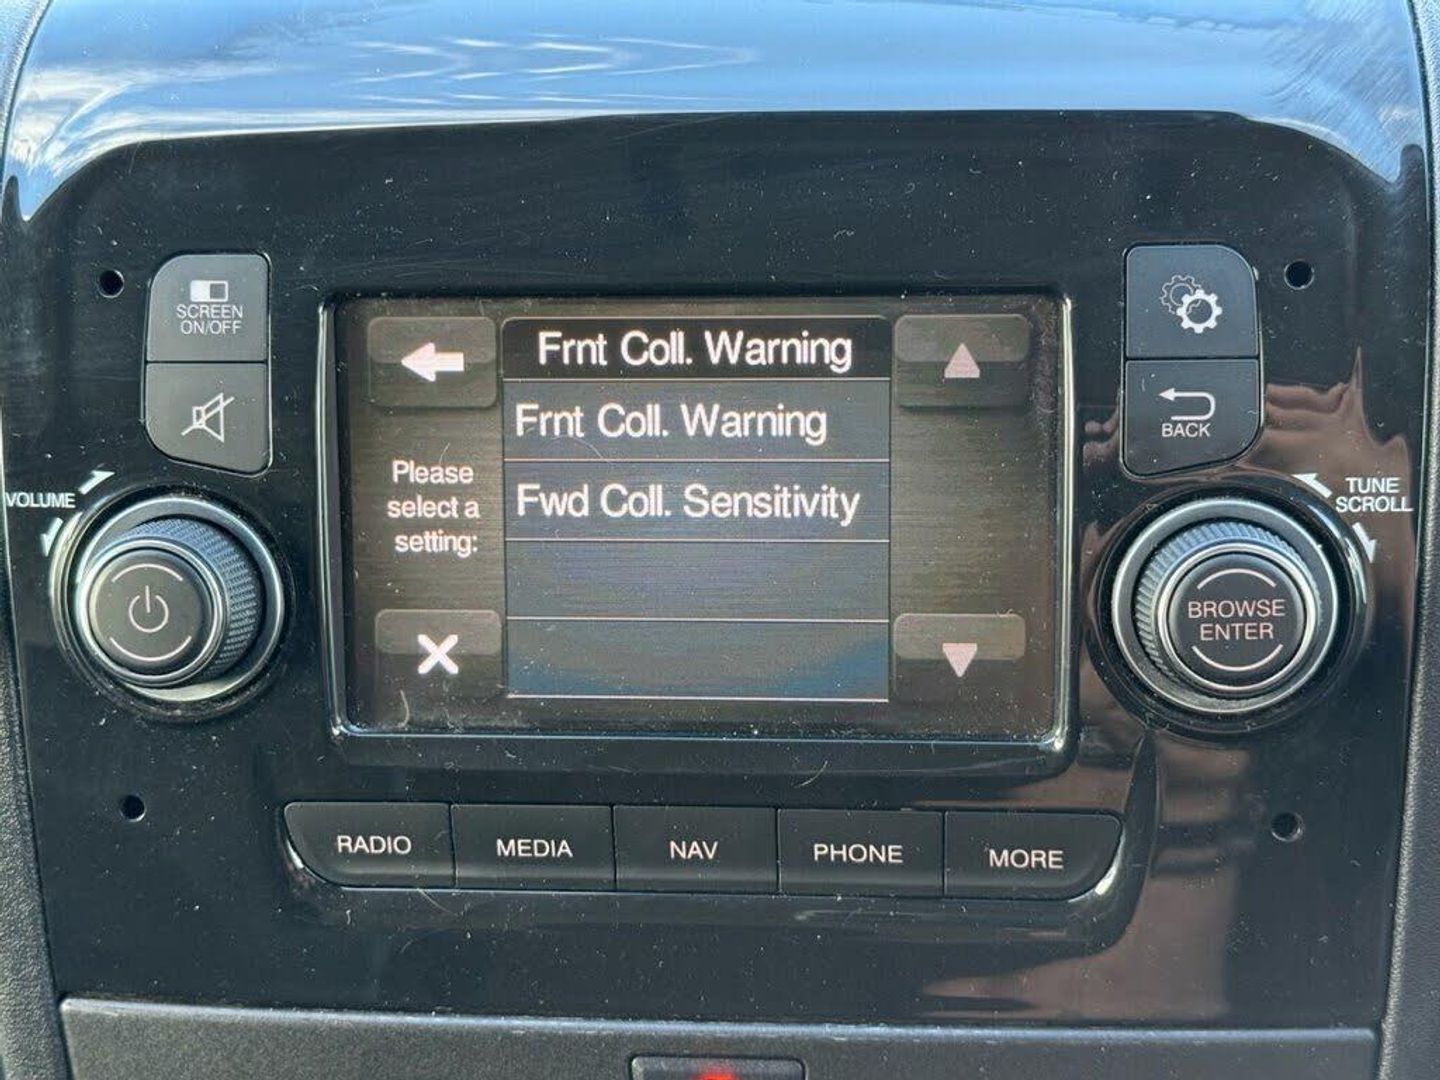 SCREEN
ON/OFF
VOLUME
Frnt Coll. Warning
Frnt Coll. Warning
Fwd Coll. Sensitivity
Please
select a
setting:
BACK
TUNE
SCROLL
BROWSE
ENTER
RADIO
MEDIA
NAV
PHONE
MORE